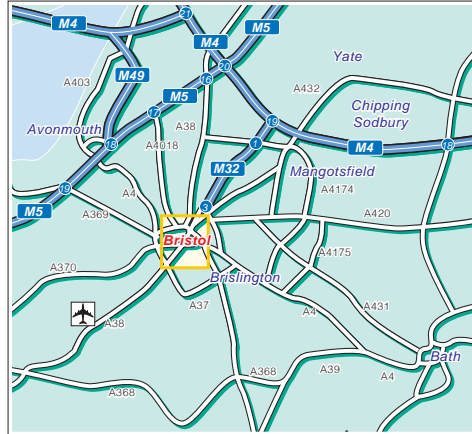 21
M4
M4
M5
M49
20
Yate
A403
16
M5
A432
Chipping
Sodbury
17
A38
Avonmouth
19
18
A4018
1
M4
18
M32
Mangotsfield
19
A4
A4174
M5
A369
3
A420
Bristol
A4175
A370
Brislington
A37
A431
A38
A4
Bath
A368
A39
A4
A368